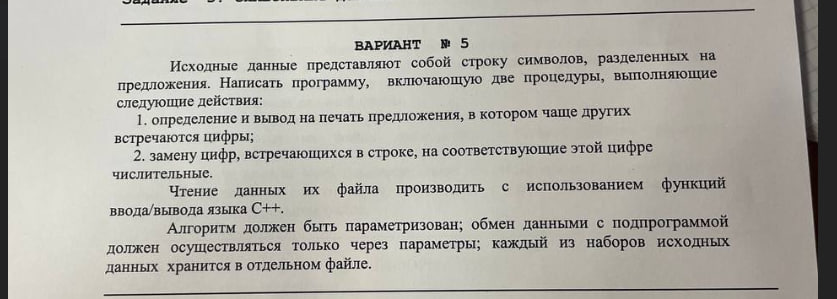 ВАРИАНТ № 5
Исходные данные представляют собой строку символов, разделенных на
предложения. Написать программу, включающую две процедуры, выполняющие
следующие действия:
1. определение и вывод на печать предложения, в котором чаще других
встречаются цифры;
2. замену цифр, встречающихся в строке, на соответствующие этой цифре
числительные.
Чтение данных их файла производить с использованием функций
ввода/вывода языка С++.
Алгоритм должен быть параметризован; обмен данными с подпрограммой
должен осуществляться только через параметры; каждый из наборов исходных
данных хранится в отдельном файле.